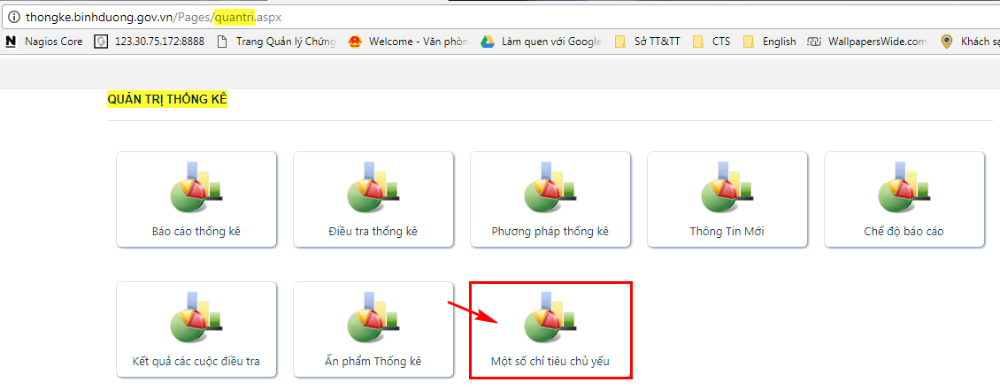 thongke.binhduong.gov.vn/Pages/quantri.aspx
Nagios Core 123.30.75.172:8888 Trang Quản lý Chứng Welcome - Văn phòn Làm quen với Google Sở TT&TT CTS English WallpapersWide.com Khách sạ
QUẢN TRỊ THỐNG KÊ
Báo cáo thống kê Điều tra thống kê Phương pháp thống kê Thông Tin Mới Chế độ báo cáo
Kết quả các cuộc điều tra Ấn phẩm Thống kê Một số chỉ tiêu chủ yếu